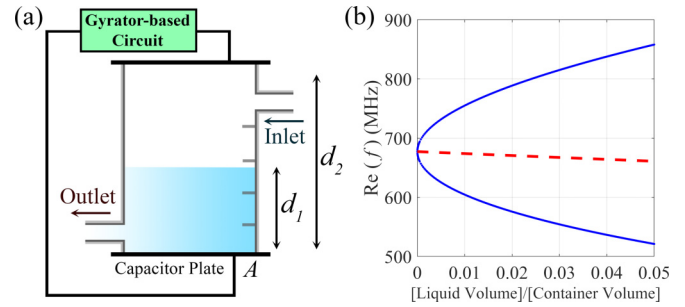 (a)
Gyrator-based
Circuit
Inlet
d₂
Outlet
d₁
Capacitor Plate
A
(b)
Re (f) (MHz)
900
800
700
600
500
0 0.01 0.02 0.03 0.04 0.05
[Liquid Volume]/[Container Volume]